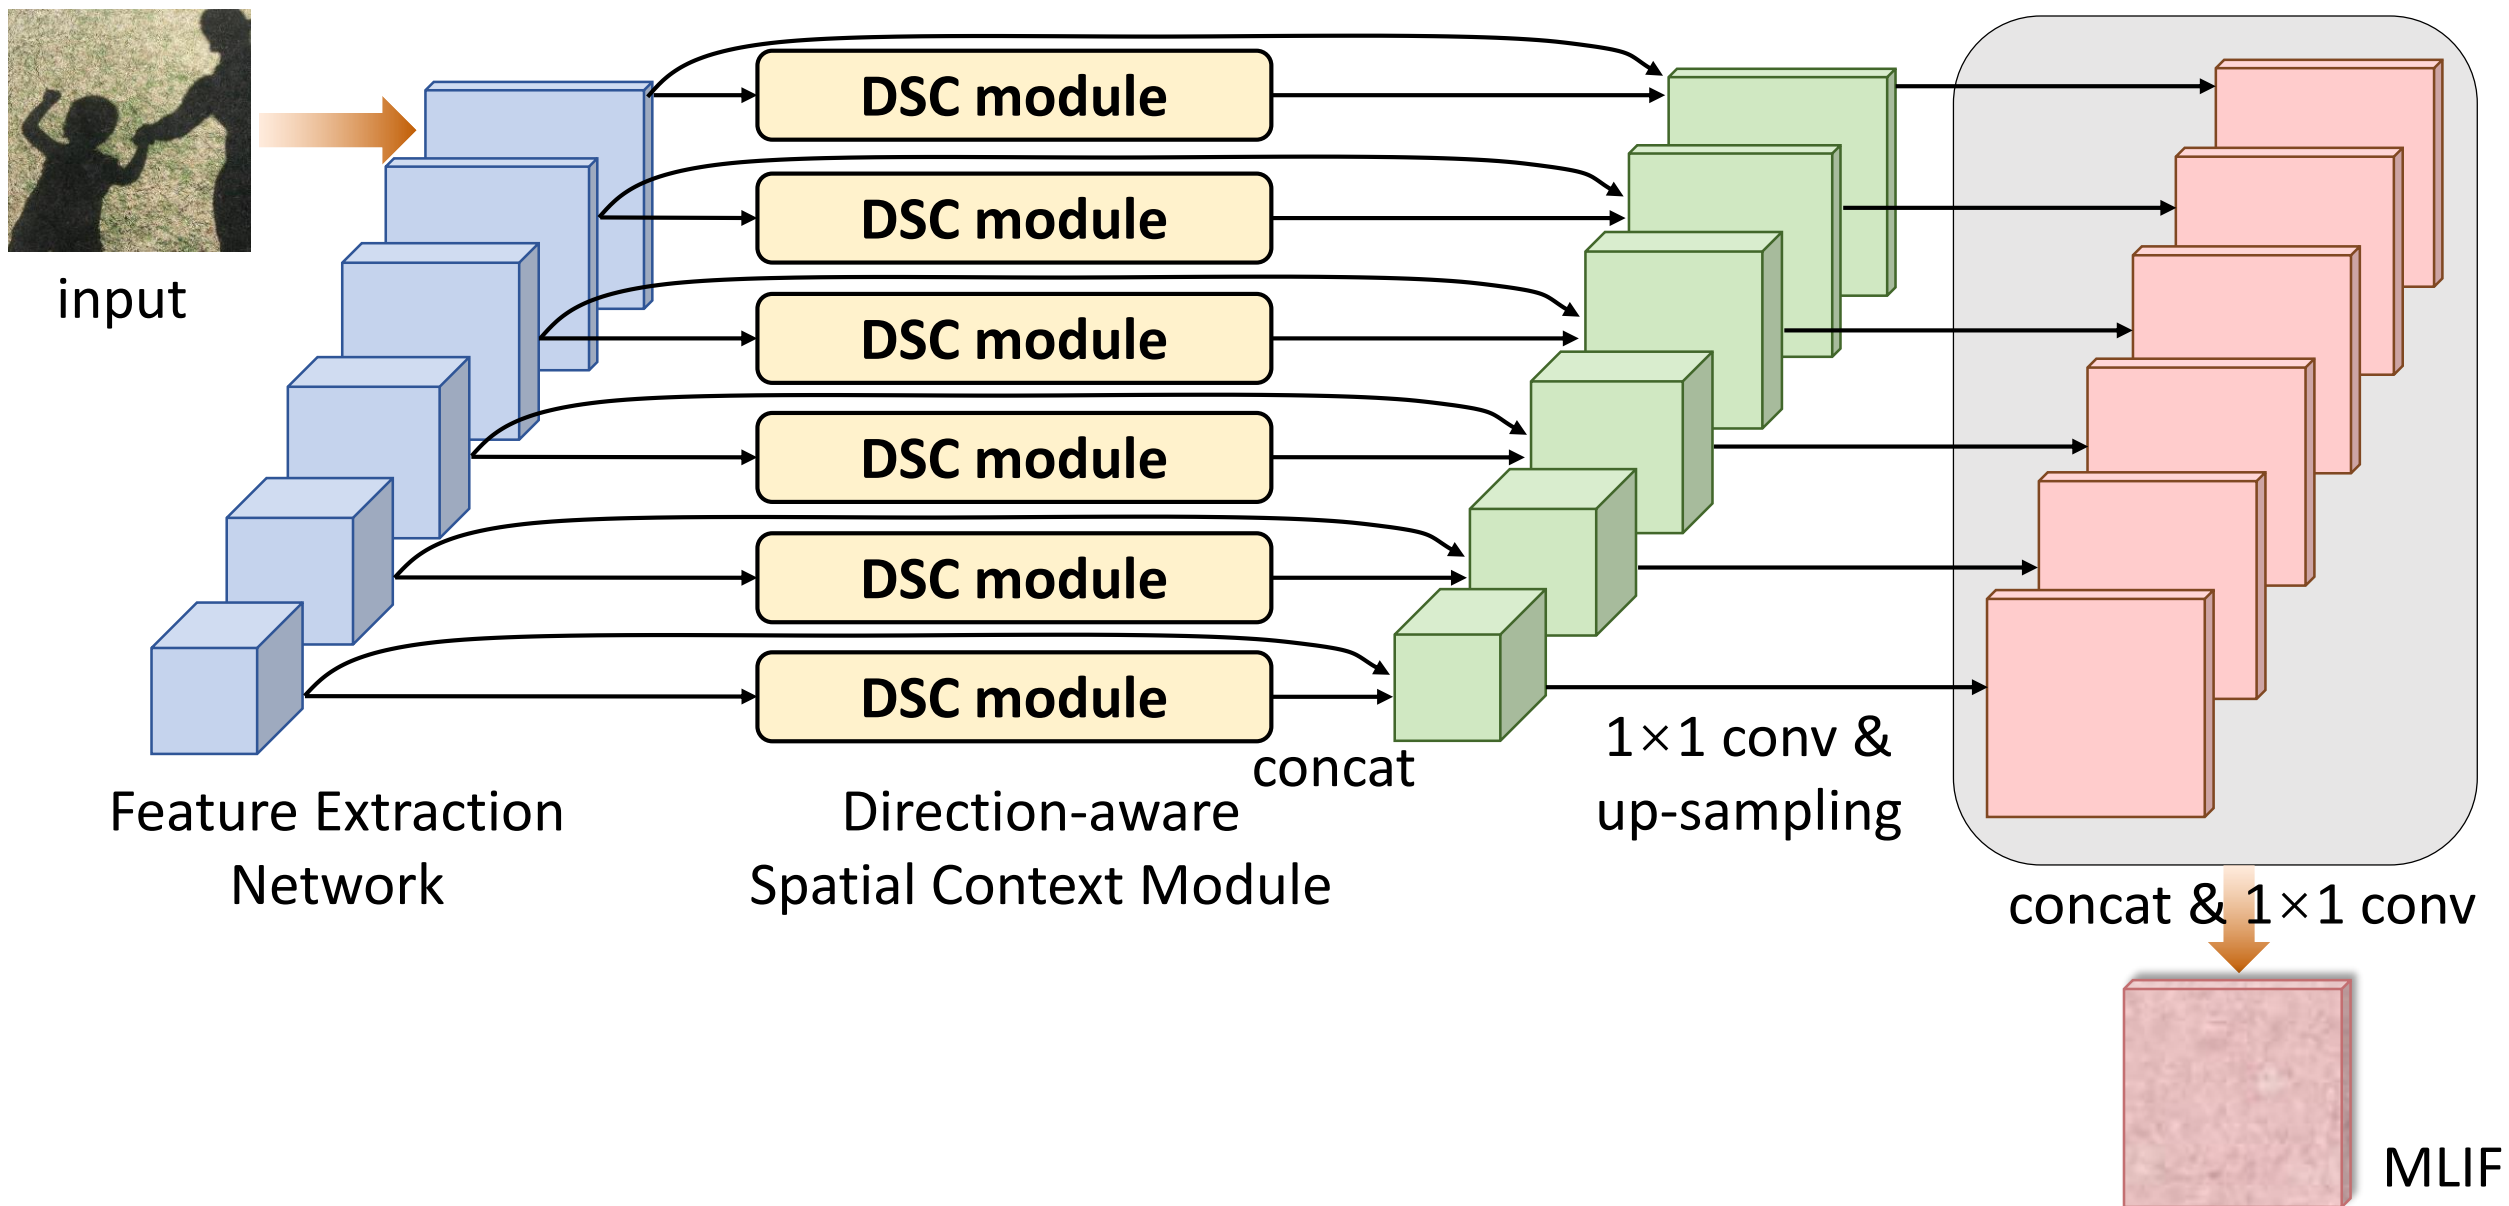 input
DSC module
DSC module
DSC module
DSC module
DSC module
DSC module
Feature Extraction
Network
Direction-aware
Spatial Context Module
concat
1×1 conv &
up-sampling
concat & 1×1 conv
MLIF